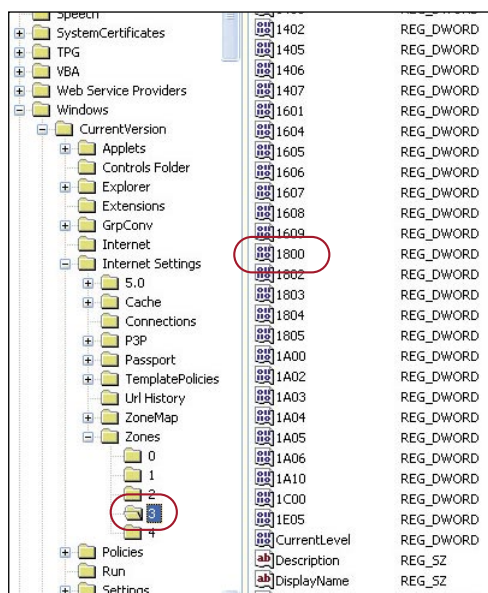 Speech
SystemCertificates
TPG
VBA
Web Service Providers
Windows
CurrentVersion
Applets
Controls Folder
Explorer
Extensions
GrpConv
Internet
Internet Settings
5.0
Cache
Connections
P3P
Passport
TemplatePolicies
Url History
ZoneMap
Zones
0
1
2
3
4
Policies
Run
Settings
1402 REG_DWORD
1405 REG_DWORD
1406 REG_DWORD
1407 REG_DWORD
1601 REG_DWORD
1604 REG_DWORD
1605 REG_DWORD
1606 REG_DWORD
1607 REG_DWORD
1608 REG_DWORD
1609 REG_DWORD
1800 REG_DWORD
1802 REG_DWORD
1803 REG_DWORD
1804 REG_DWORD
1805 REG_DWORD
1A00 REG_DWORD
1A02 REG_DWORD
1A03 REG_DWORD
1A04 REG_DWORD
1A05 REG_DWORD
1A06 REG_DWORD
1A10 REG_DWORD
1C00 REG_DWORD
1E05 REG_DWORD
CurrentLevel REG_DWORD
Description REG_SZ
DisplayName REG_SZ